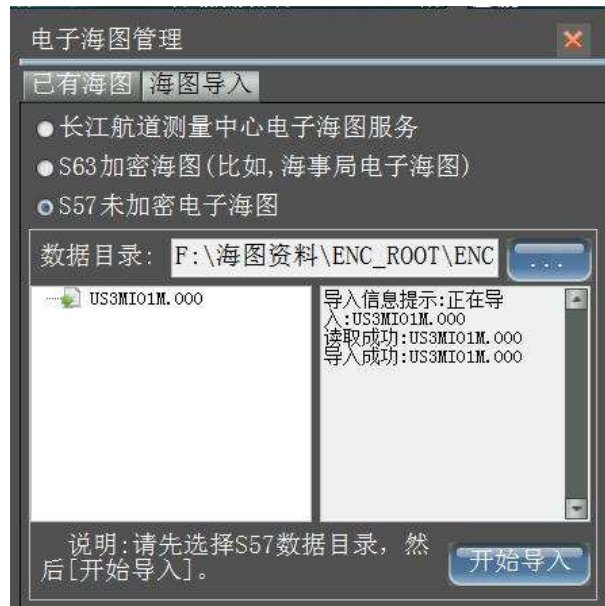 电子海图管理
已有海图 海图导入
长江航道测量中心电子海图服务
S63加密海图(比如,海事局电子海图)
S57未加密电子海图
数据目录: F:\海图资料\ENC_ROOT\ENC ...
US3MI01M.000
导入信息提示:正在导
入:US3MI01M.000
读取成功:US3MI01M.000
导入成功:US3MI01M.000
说明:请先选择S57数据目录，然
后[开始导入]。
开始导入